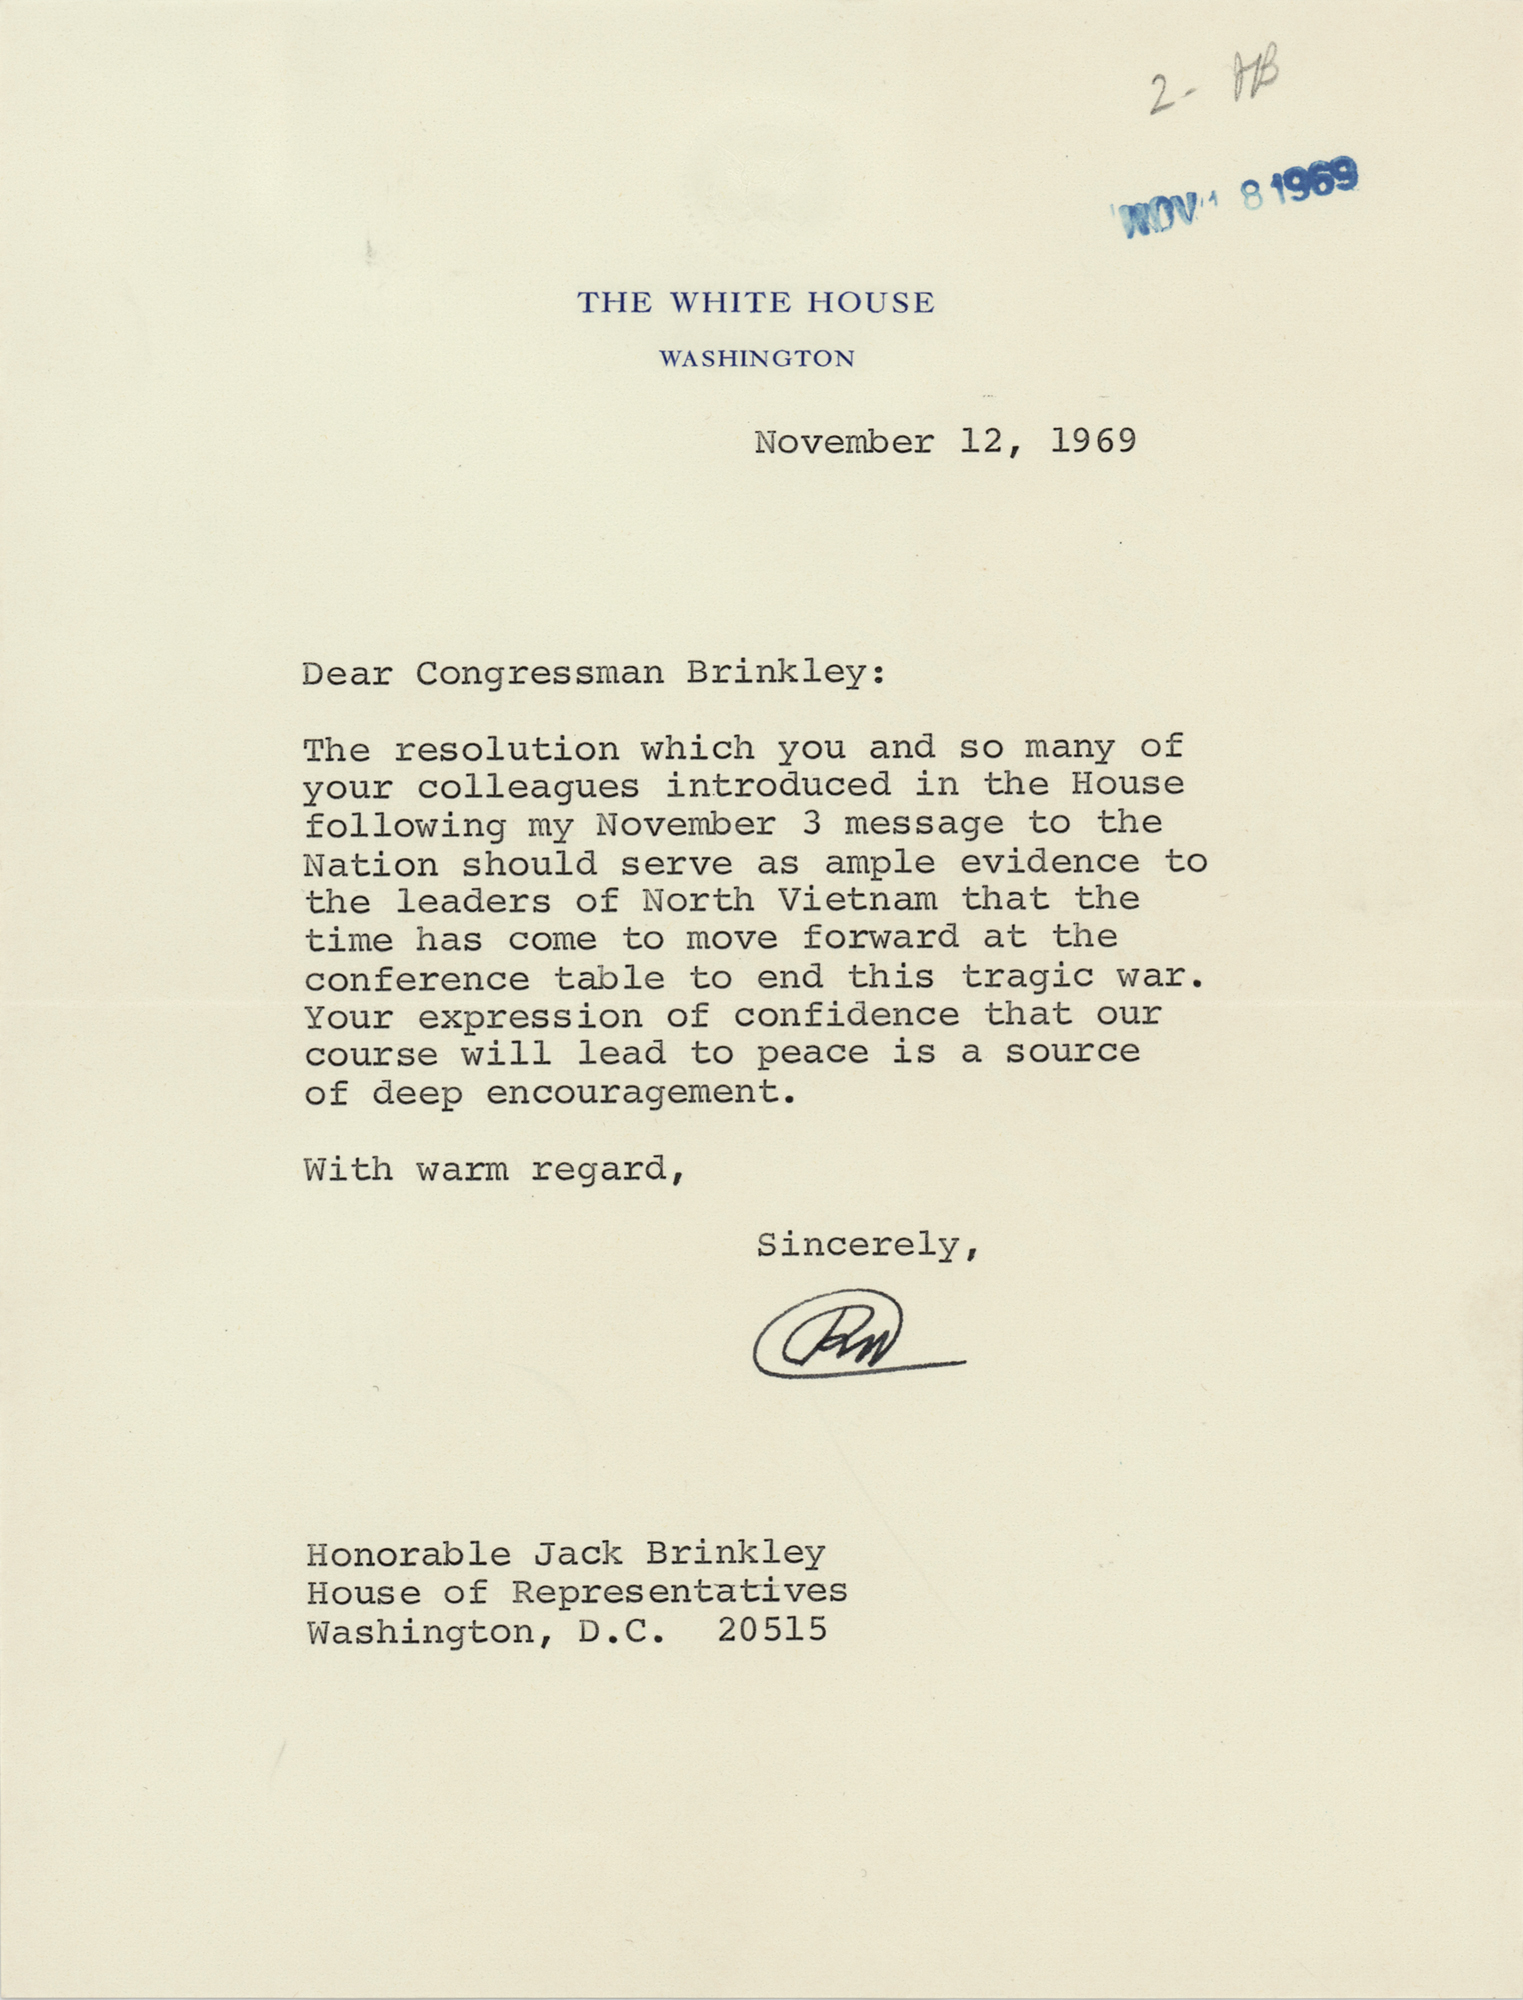 2- JB
NOV 18 1969
THE WHITE HOUSE
WASHINGTON
November 12, 1969
Dear Congressman Brinkley:
The resolution which you and so many of
your colleagues introduced in the House
following my November 3 message to the
Nation should serve as ample evidence to
the leaders of North Vietnam that the
time has come to move forward at the
conference table to end this tragic war.
Your expression of confidence that our
course will lead to peace is a source
of deep encouragement.
With warm regard,
Sincerely,
RN
Honorable Jack Brinkley
House of Representatives
Washington, D.C.  20515